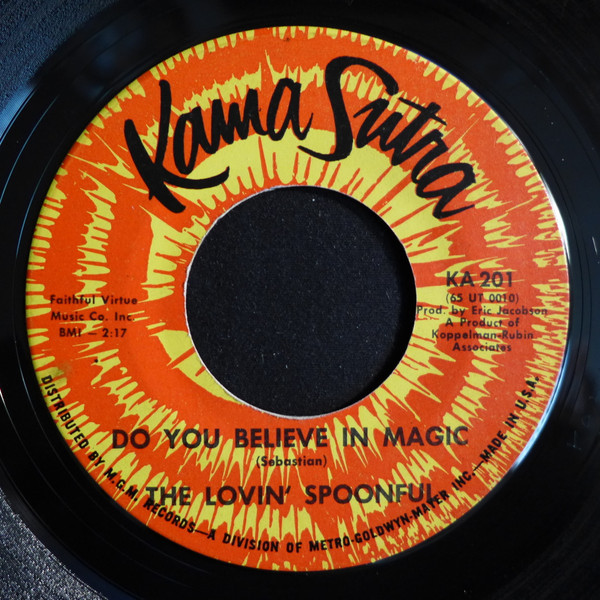 Kama Sutra
KA 201
(65 UT 0010)
Prod. by Eric Jacobson
A Product of
Koppelman-Rubin
Associates
Faithful Virtue
Music Co. Inc.
BMI — 2:17
DO YOU BELIEVE IN MAGIC
(Sebastian)
THE LOVIN' SPOONFUL
DISTRIBUTED BY M.G.M. RECORDS—A DIVISION OF METRO-GOLDWYN-MAYER INC.—MADE IN U.S.A.